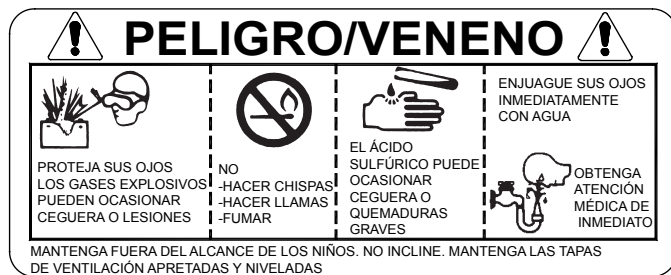 PELIGRO/VENENO
PROTEJA SUS OJOS
LOS GASES EXPLOSIVOS
PUEDEN OCASIONAR
CEGUERA O LESIONES
NO
-HACER CHISPAS
-HACER LLAMAS
-FUMAR
EL ÁCIDO
SULFÚRICO PUEDE
OCASIONAR
CEGUERA O
QUEMADURAS
GRAVES
ENJUAGUE SUS OJOS
INMEDIATAMENTE
CON AGUA
OBTENGA
ATENCIÓN
MÉDICA DE
INMEDIATO
MANTENGA FUERA DEL ALCANCE DE LOS NIÑOS. NO INCLINE. MANTENGA LAS TAPAS
DE VENTILACIÓN APRETADAS Y NIVELADAS